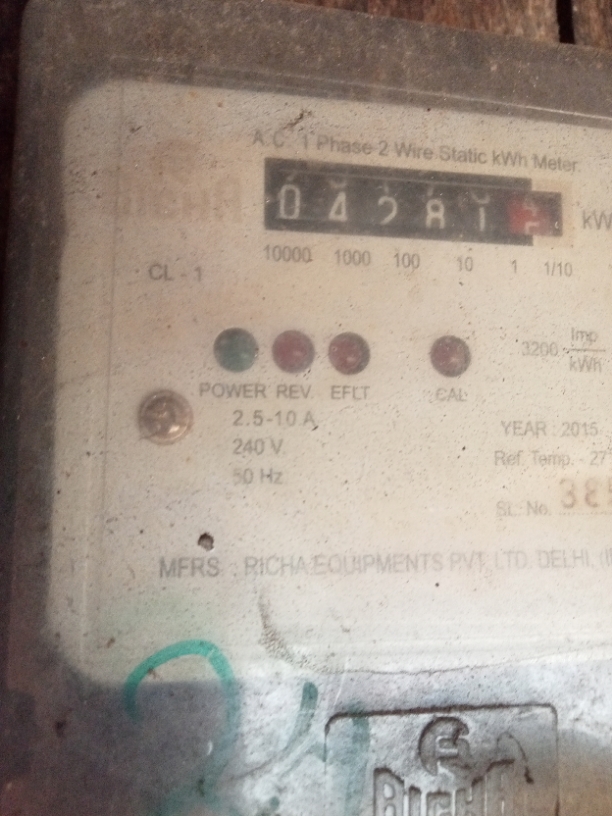 A.C. 1 Phase 2 Wire Static kWh Meter.
0 4 2 8 1
10000 1000 100 10 1 1/10
CL - 1
3200 Imp
kWh
POWER REV. EFLT CAL
2.5-10 A
240 V.
50 Hz
YEAR : 2015
Ref. Temp. - 27°
SL. No.
MFRS : RICHA EQUIPMENTS PVT. LTD. DELHI.
RICHA